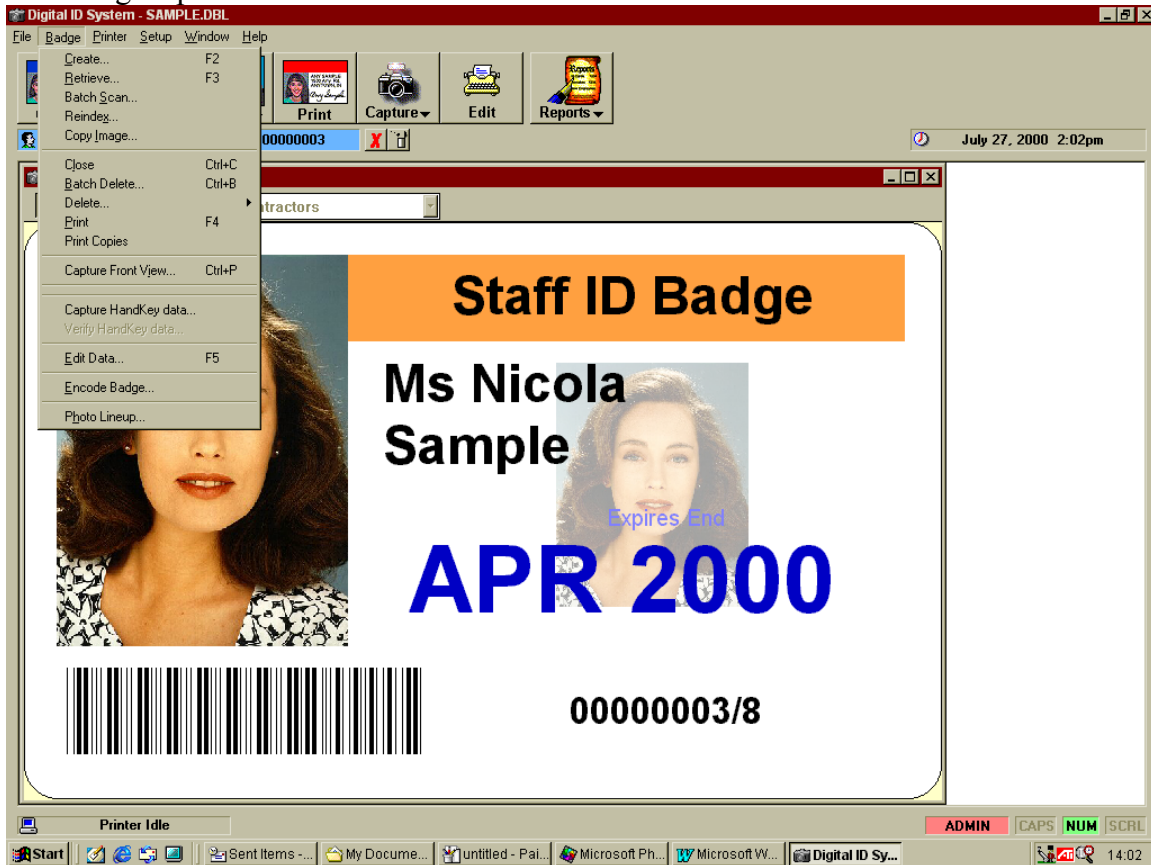 Digital ID System - SAMPLE.DBL
File Badge Printer Setup Window Help
Create... F2
Retrieve... F3
Batch Scan...
Reindex...
Copy Image...
Close Ctrl+C
Batch Delete... Ctrl+B
Delete...
Print F4
Print Copies
Capture Front View... Ctrl+P
Capture HandKey data...
Verify HandKey data...
Edit Data... F5
Encode Badge...
Photo Lineup...
ANY SAMPLE
Print Capture Edit Reports
Reports
00000003 X July 27, 2000 2:02pm
tractors
Staff ID Badge
Ms Nicola
Sample
Expires End
APR 2000
00000003/8
Printer Idle ADMIN CAPS NUM SCRL
Start Sent Items -... My Docume... untitled - Pai... Microsoft Ph... Microsoft W... Digital ID Sy... 14:02